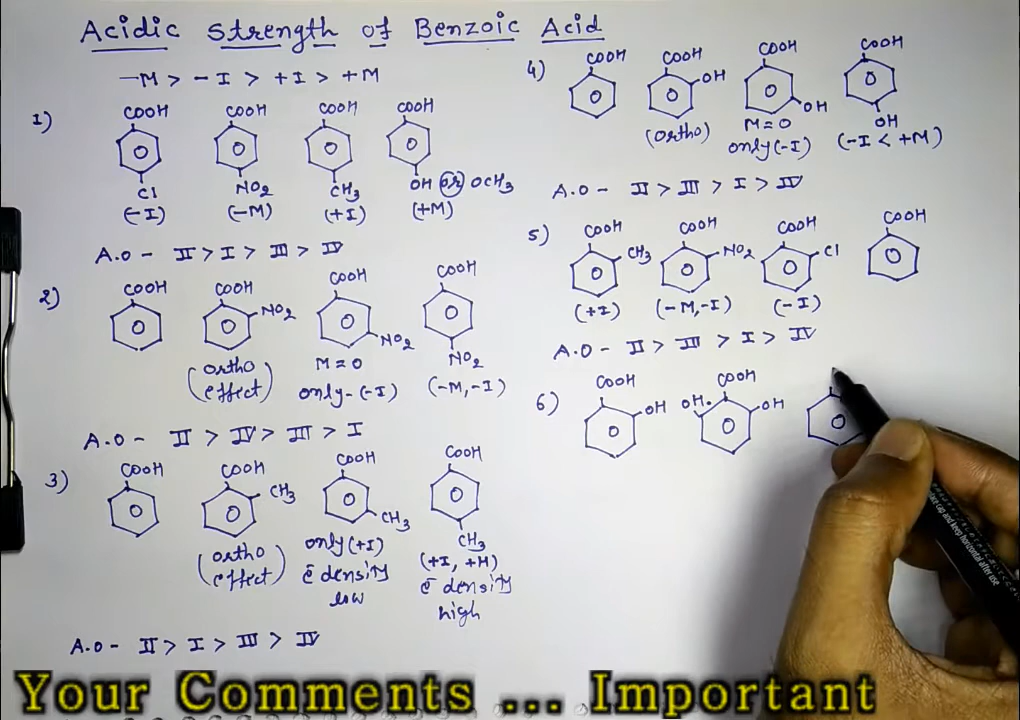 Acidic strength of Benzoic Acid
-M > -I > +I > +M
1)
COOH COOH COOH COOH
Cl NO2 CH3 OH or OCH3
(-I) (-M) (+I) (+M)
A.O - II > I > III > IV
2)
COOH COOH COOH COOH
NO2 NO2 NO2
(ortho effect) M=0 only-(-I) (-M,-I)
A.O - II > IV > III > I
3)
COOH COOH COOH COOH
CH3 CH3 CH3
(ortho effect) only(+I) ē density low (+I, +H) ē density high
A.O - II > I > III > IV
4)
COOH COOH COOH COOH
OH OH OH
(ortho) M=0 only(-I) (-I < +M)
A.O - II > III > I > IV
5)
COOH COOH COOH COOH
CH3 NO2 Cl
(+I) (-M,-I) (-I)
A.O - II > III > I > IV
6)
COOH COOH
OH OH OH
Your Comments ... Important